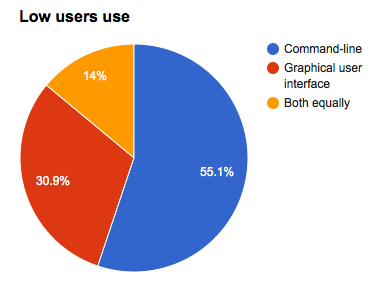 Low users use
Command-line
Graphical user
interface
Both equally
14%
55.1%
30.9%